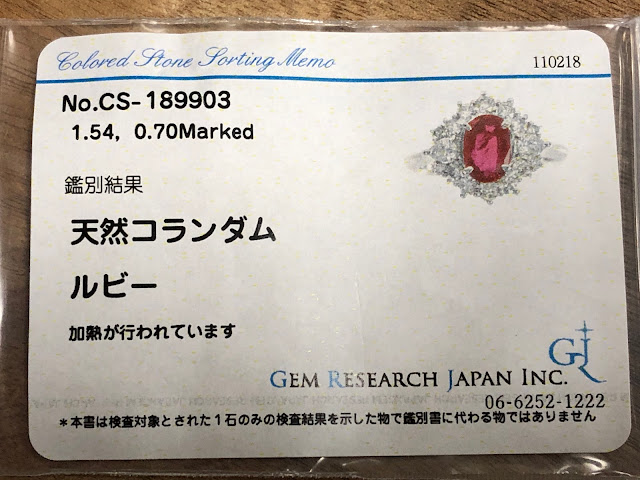 Colored Stone Sorting Memo 110218
No.CS-189903
1.54, 0.70Marked
鑑別結果
天然コランダム
ルビー
加熱が行われています
GJ
GEM RESEARCH JAPAN INC.
06-6252-1222
*本書は検査対象とされた1石のみの検査結果を示した物で鑑別書に代わる物ではありません